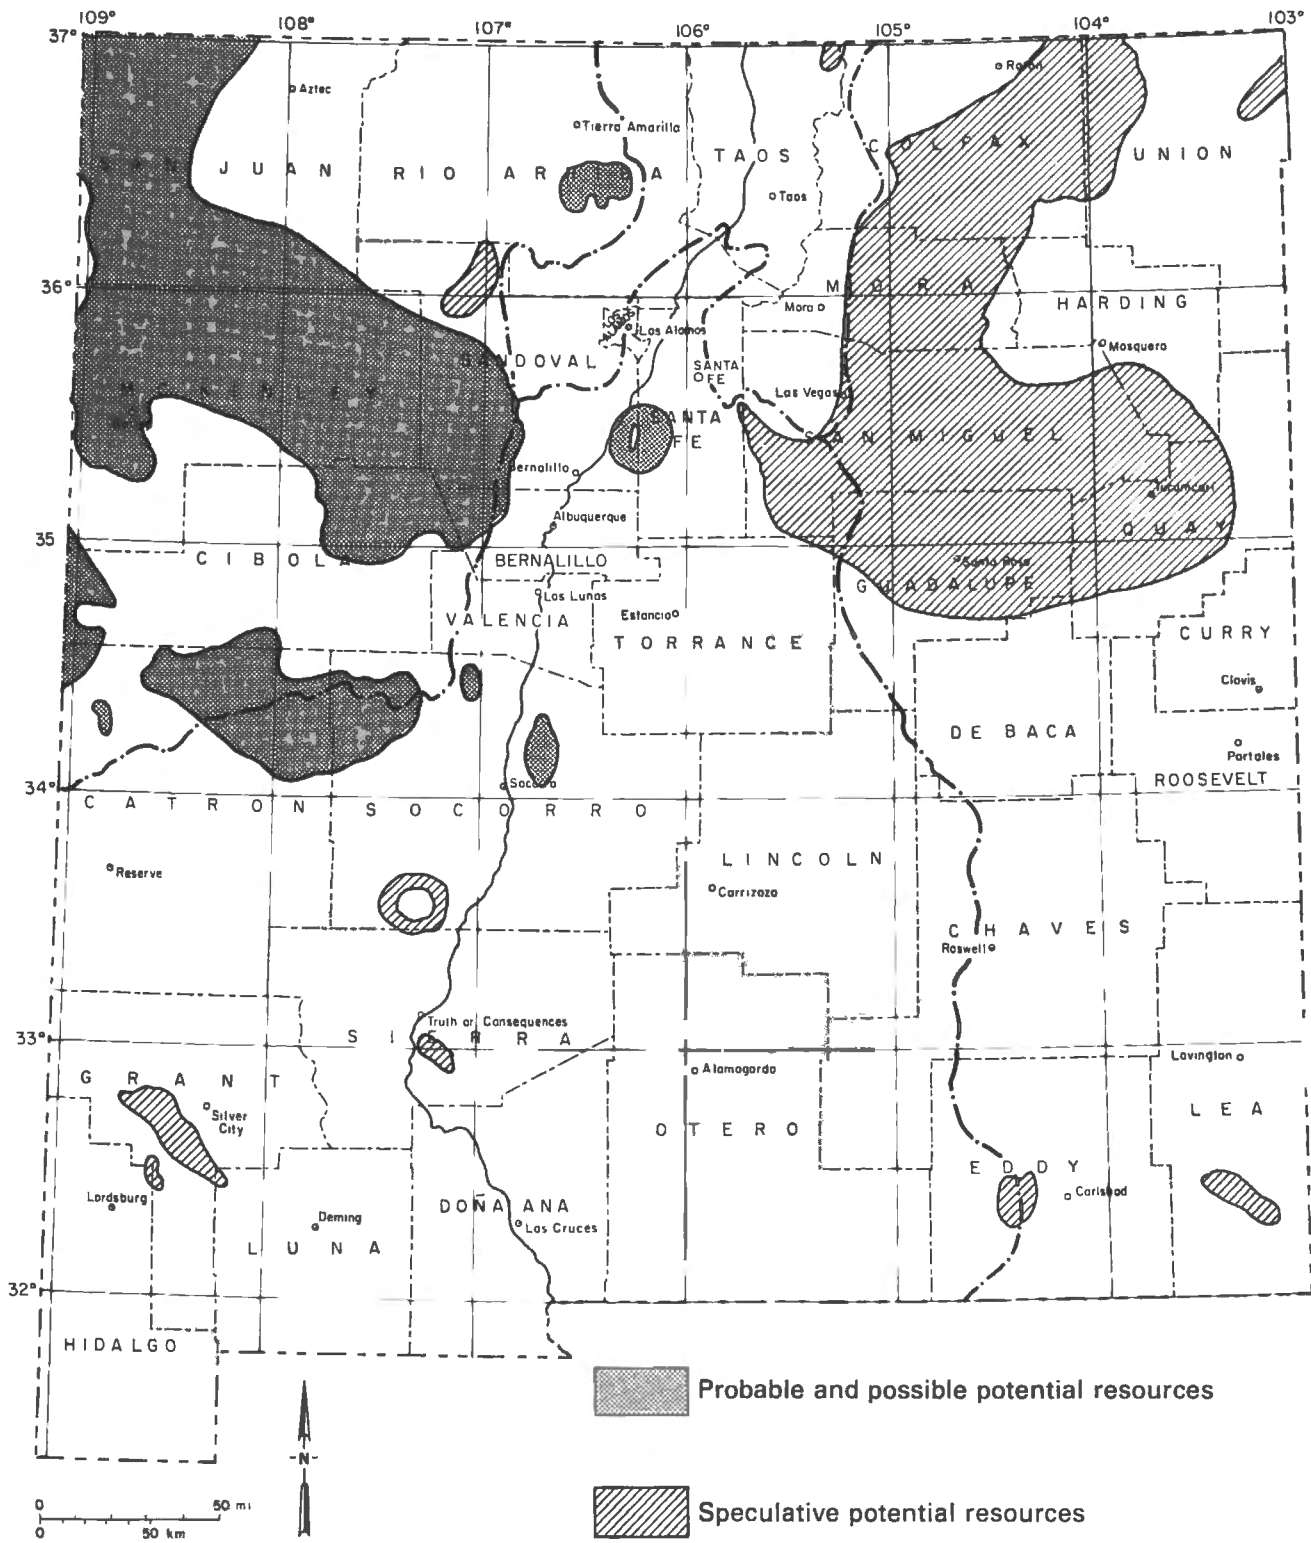 109° 108° 107° 106° 105° 104° 103°
37°
Raton
Aztec
Tierra Amarilla
SAN JUAN RIO ARRIBA TAOS COLFAX UNION
Taos
36°
MORA HARDING
Mora
LOS ALAMOS
Los Alamos
Mosquero
SANDOVAL
SANTA FE
Las Vegas
MC KINLEY
SANTA FE
SAN MIGUEL
Bernalillo
Tucumcari
Albuquerque
QUAY
35°
CIBOLA BERNALILLO
Santa Rosa
GUADALUPE
Los Lunas
Estancia
VALENCIA
TORRANCE CURRY
Clovis
DE BACA
Portales
ROOSEVELT
Socorro
34°
CATRON SOCORRO
LINCOLN
Reserve
Carrizozo
CHAVES
Roswell
Truth or Consequences
33°
SIERRA
Lovington
Alamogordo
GRANT
Silver City
LEA
OTERO
EDDY
Lordsburg
Carlsbad
DOÑA ANA
Deming
Las Cruces
LUNA
32°
HIDALGO
Probable and possible potential resources
-N-
0 50 mi
0 50 km
Speculative potential resources